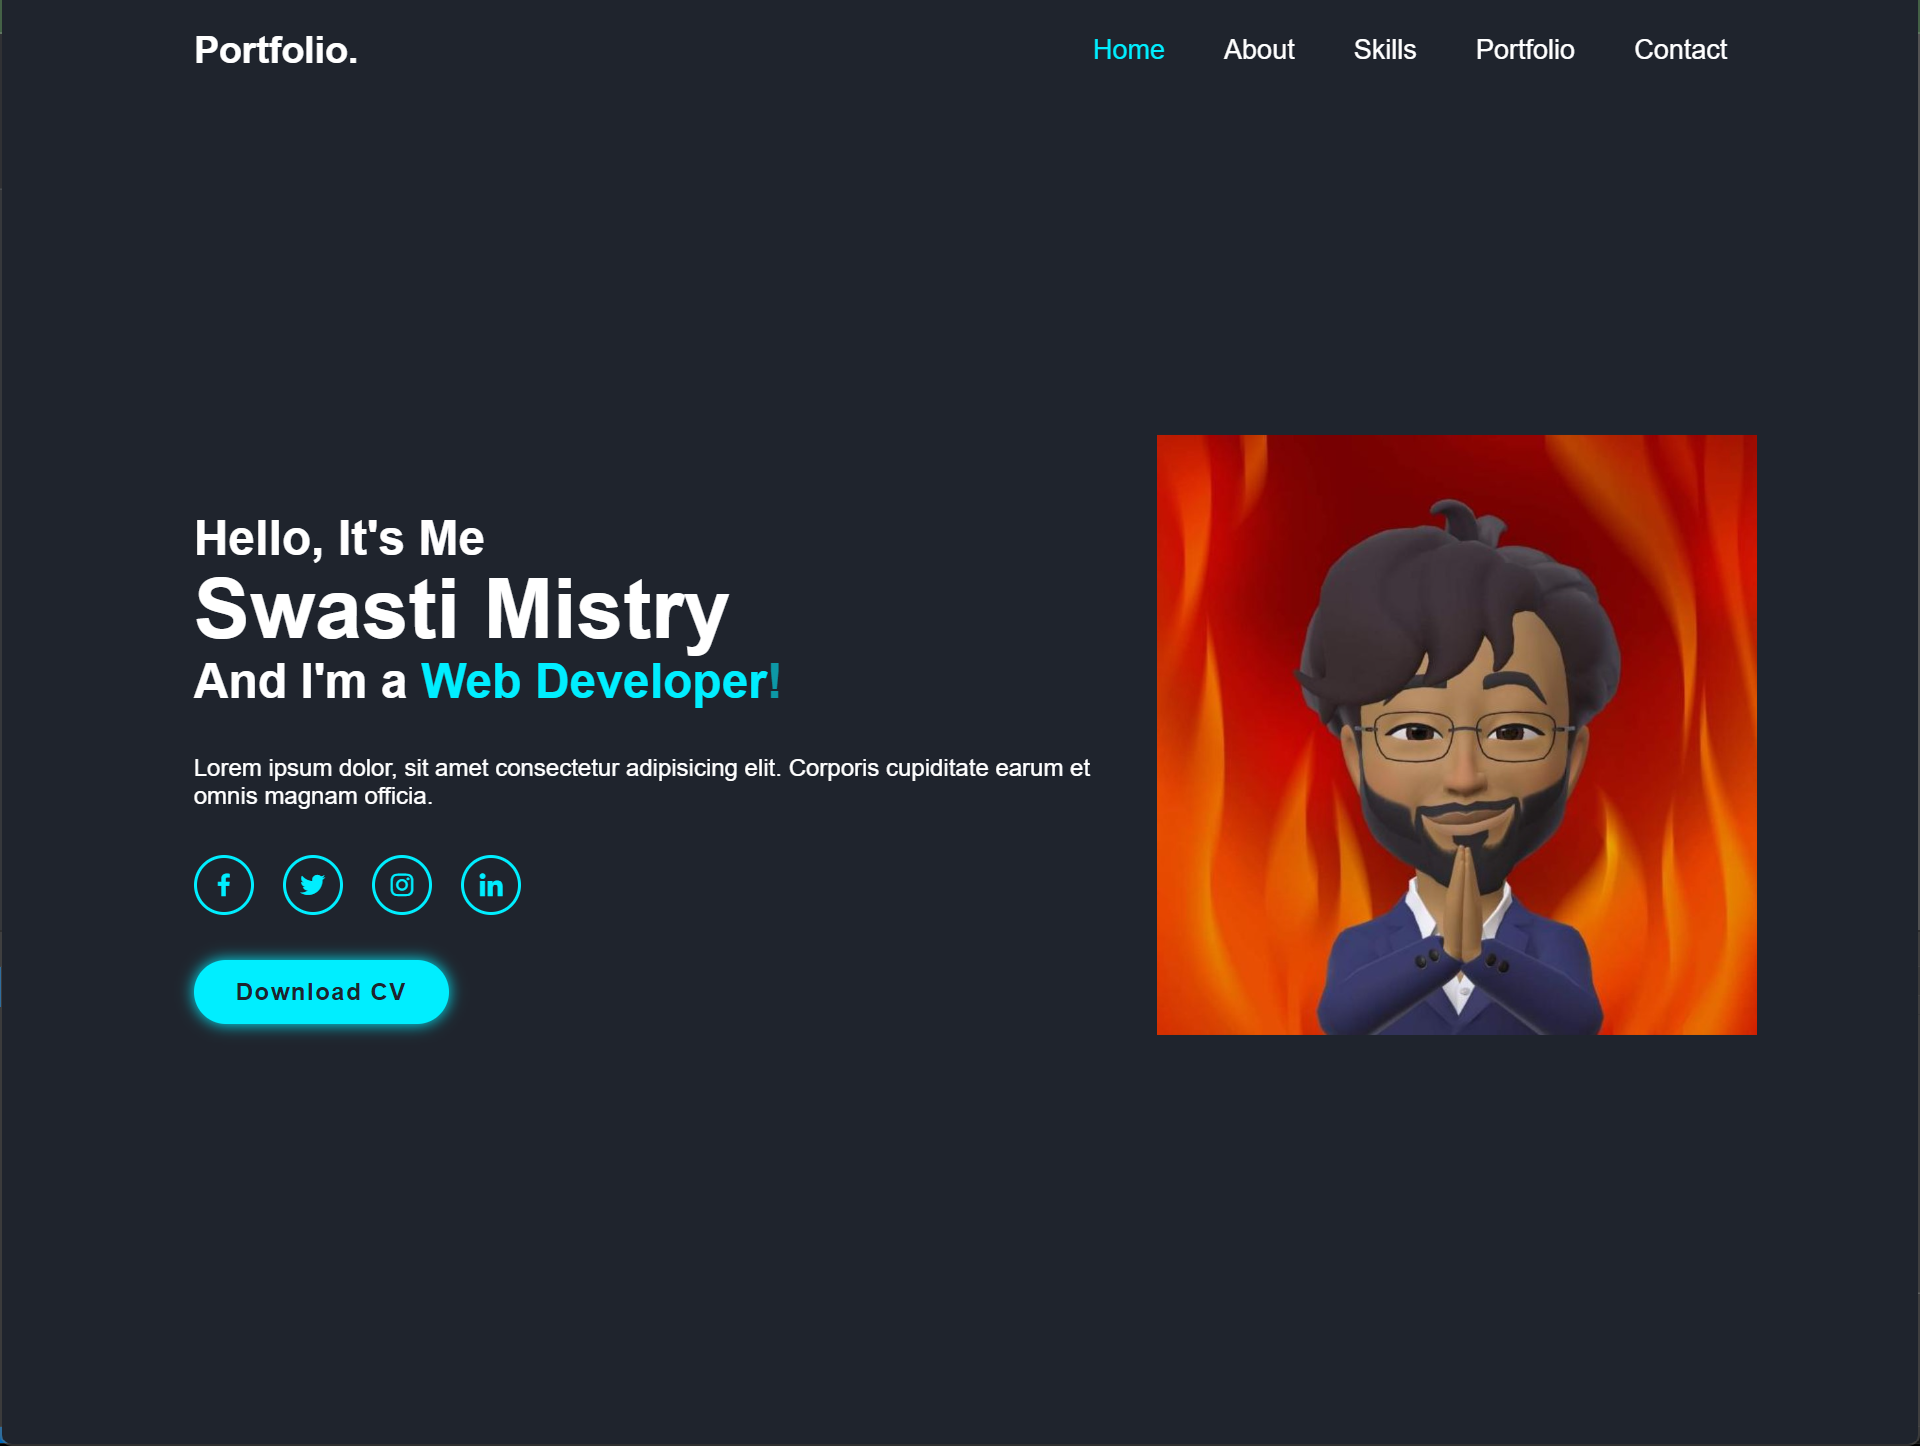 Portfolio.
Home About Skills Portfolio Contact
Hello, It's Me
Swasti Mistry
And I'm a Web Developer!
Lorem ipsum dolor, sit amet consectetur adipisicing elit. Corporis cupiditate earum et
omnis magnam officia.
Download CV